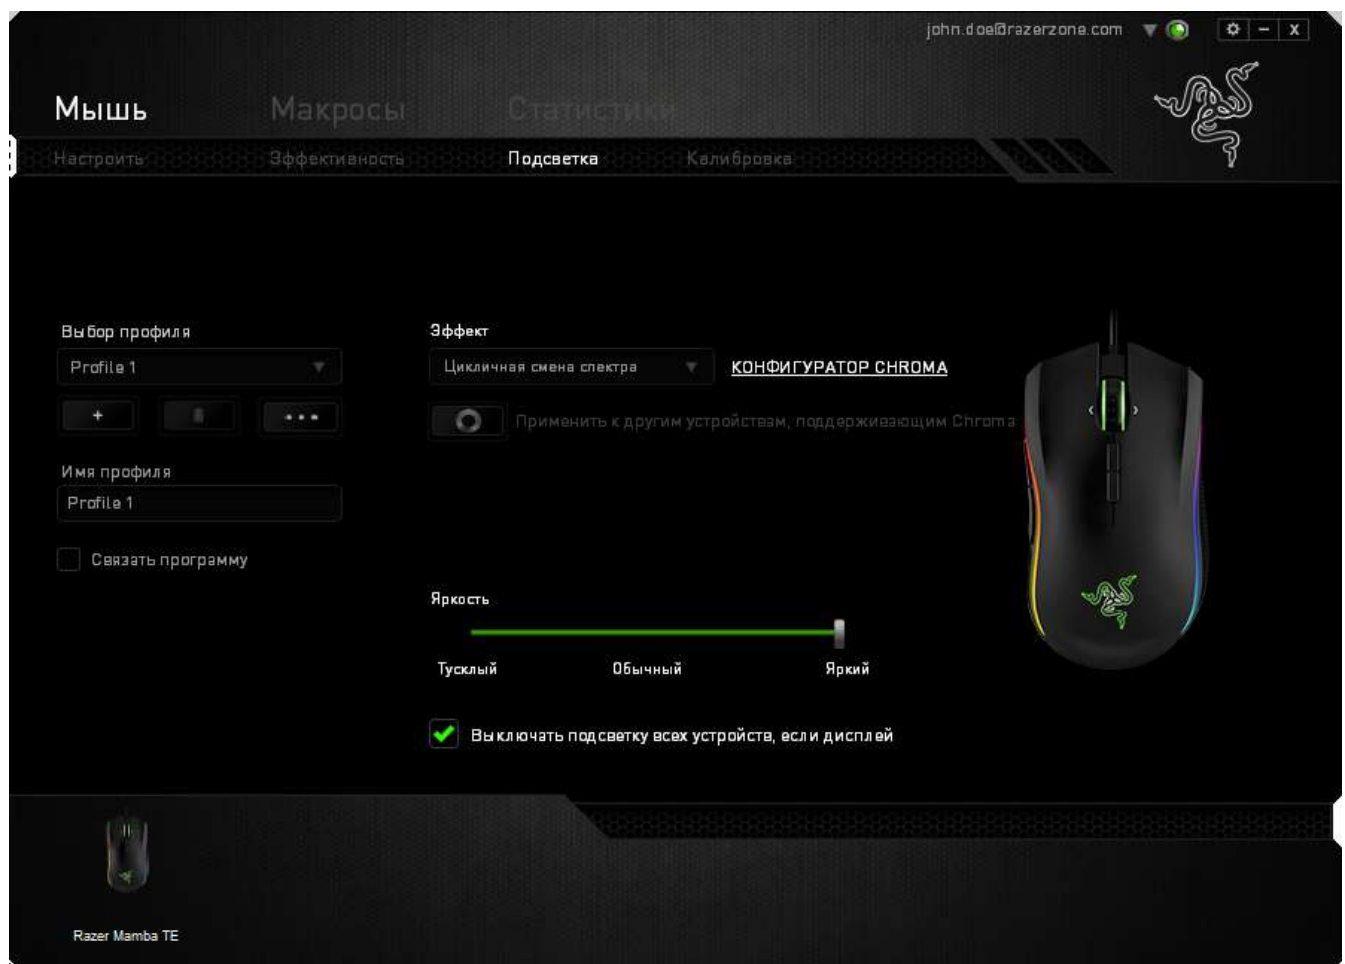 john.doe@razerzone.com
Мышь Макросы Статистики
Настроить Эффективность Подсветка Калибровка
Выбор профиля
Profile 1
Имя профиля
Profile 1
Связать программу
Эффект
Цикличная смена спектра КОНФИГУРАТОР CHROMA
Применить к другим устройствам, поддерживающим Chroma
Яркость
Тусклый Обычный Яркий
Выключать подсветку всех устройств, если дисплей
Razer Mamba TE